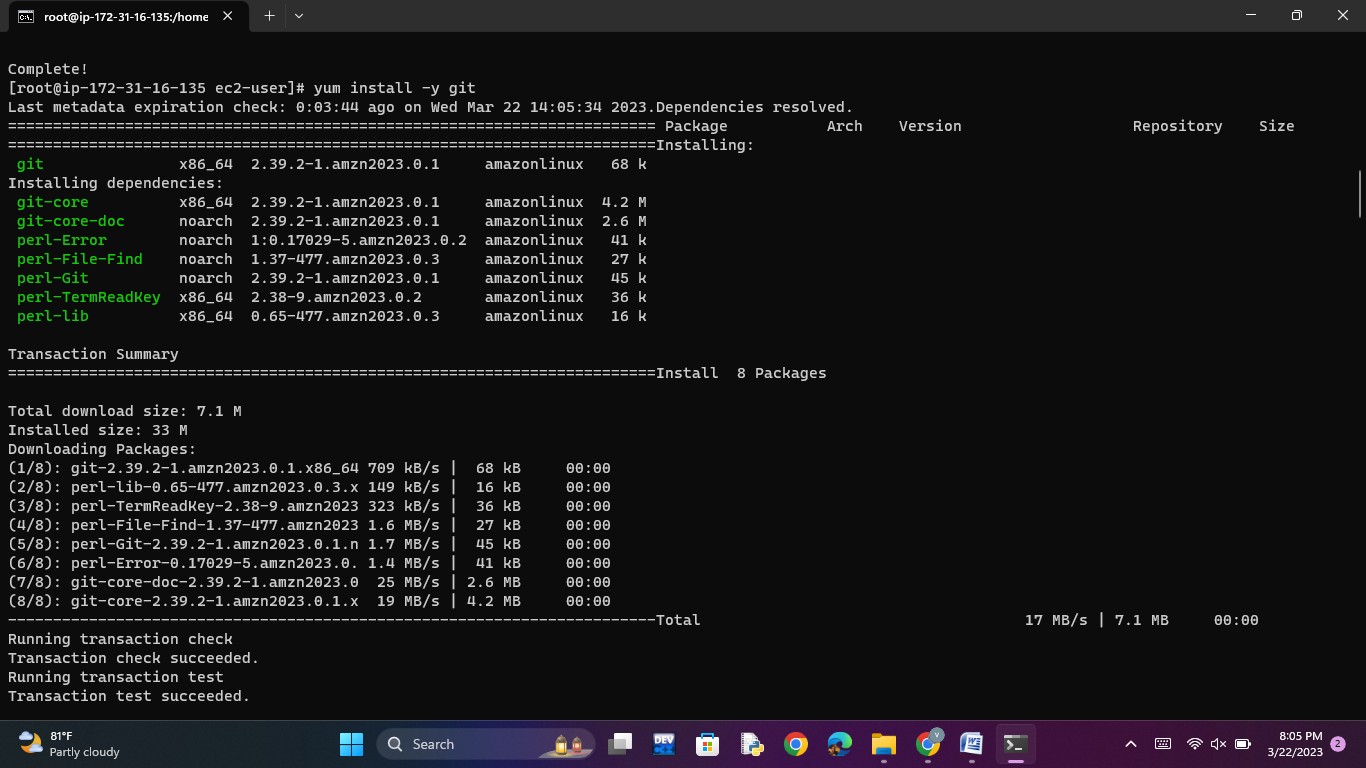 root@ip-172-31-16-135:/home
Complete!
[root@ip-172-31-16-135 ec2-user]# yum install -y git
Last metadata expiration check: 0:03:44 ago on Wed Mar 22 14:05:34 2023.Dependencies resolved.
======================================================================== Package           Arch    Version                   Repository    Size
========================================================================Installing:
git               x86_64  2.39.2-1.amzn2023.0.1     amazonlinux   68 k
Installing dependencies:
git-core          x86_64  2.39.2-1.amzn2023.0.1     amazonlinux  4.2 M
git-core-doc      noarch  2.39.2-1.amzn2023.0.1     amazonlinux  2.6 M
perl-Error        noarch  1:0.17029-5.amzn2023.0.2  amazonlinux   41 k
perl-File-Find    noarch  1.37-477.amzn2023.0.3     amazonlinux   27 k
perl-Git          noarch  2.39.2-1.amzn2023.0.1     amazonlinux   45 k
perl-TermReadKey  x86_64  2.38-9.amzn2023.0.2       amazonlinux   36 k
perl-lib          x86_64  0.65-477.amzn2023.0.3     amazonlinux   16 k
Transaction Summary
========================================================================Install  8 Packages
Total download size: 7.1 M
Installed size: 33 M
Downloading Packages:
(1/8): git-2.39.2-1.amzn2023.0.1.x86_64 709 kB/s |  68 kB     00:00
(2/8): perl-lib-0.65-477.amzn2023.0.3.x 149 kB/s |  16 kB     00:00
(3/8): perl-TermReadKey-2.38-9.amzn2023 323 kB/s |  36 kB     00:00
(4/8): perl-File-Find-1.37-477.amzn2023 1.6 MB/s |  27 kB     00:00
(5/8): perl-Git-2.39.2-1.amzn2023.0.1.n 1.7 MB/s |  45 kB     00:00
(6/8): perl-Error-0.17029-5.amzn2023.0. 1.4 MB/s |  41 kB     00:00
(7/8): git-core-doc-2.39.2-1.amzn2023.0  25 MB/s | 2.6 MB     00:00
(8/8): git-core-2.39.2-1.amzn2023.0.1.x  19 MB/s | 4.2 MB     00:00
------------------------------------------------------------------------Total                                    17 MB/s | 7.1 MB     00:00
Running transaction check
Transaction check succeeded.
Running transaction test
Transaction test succeeded.
81°F
Partly cloudy
Search
DEV
V
8:05 PM
3/22/2023
2